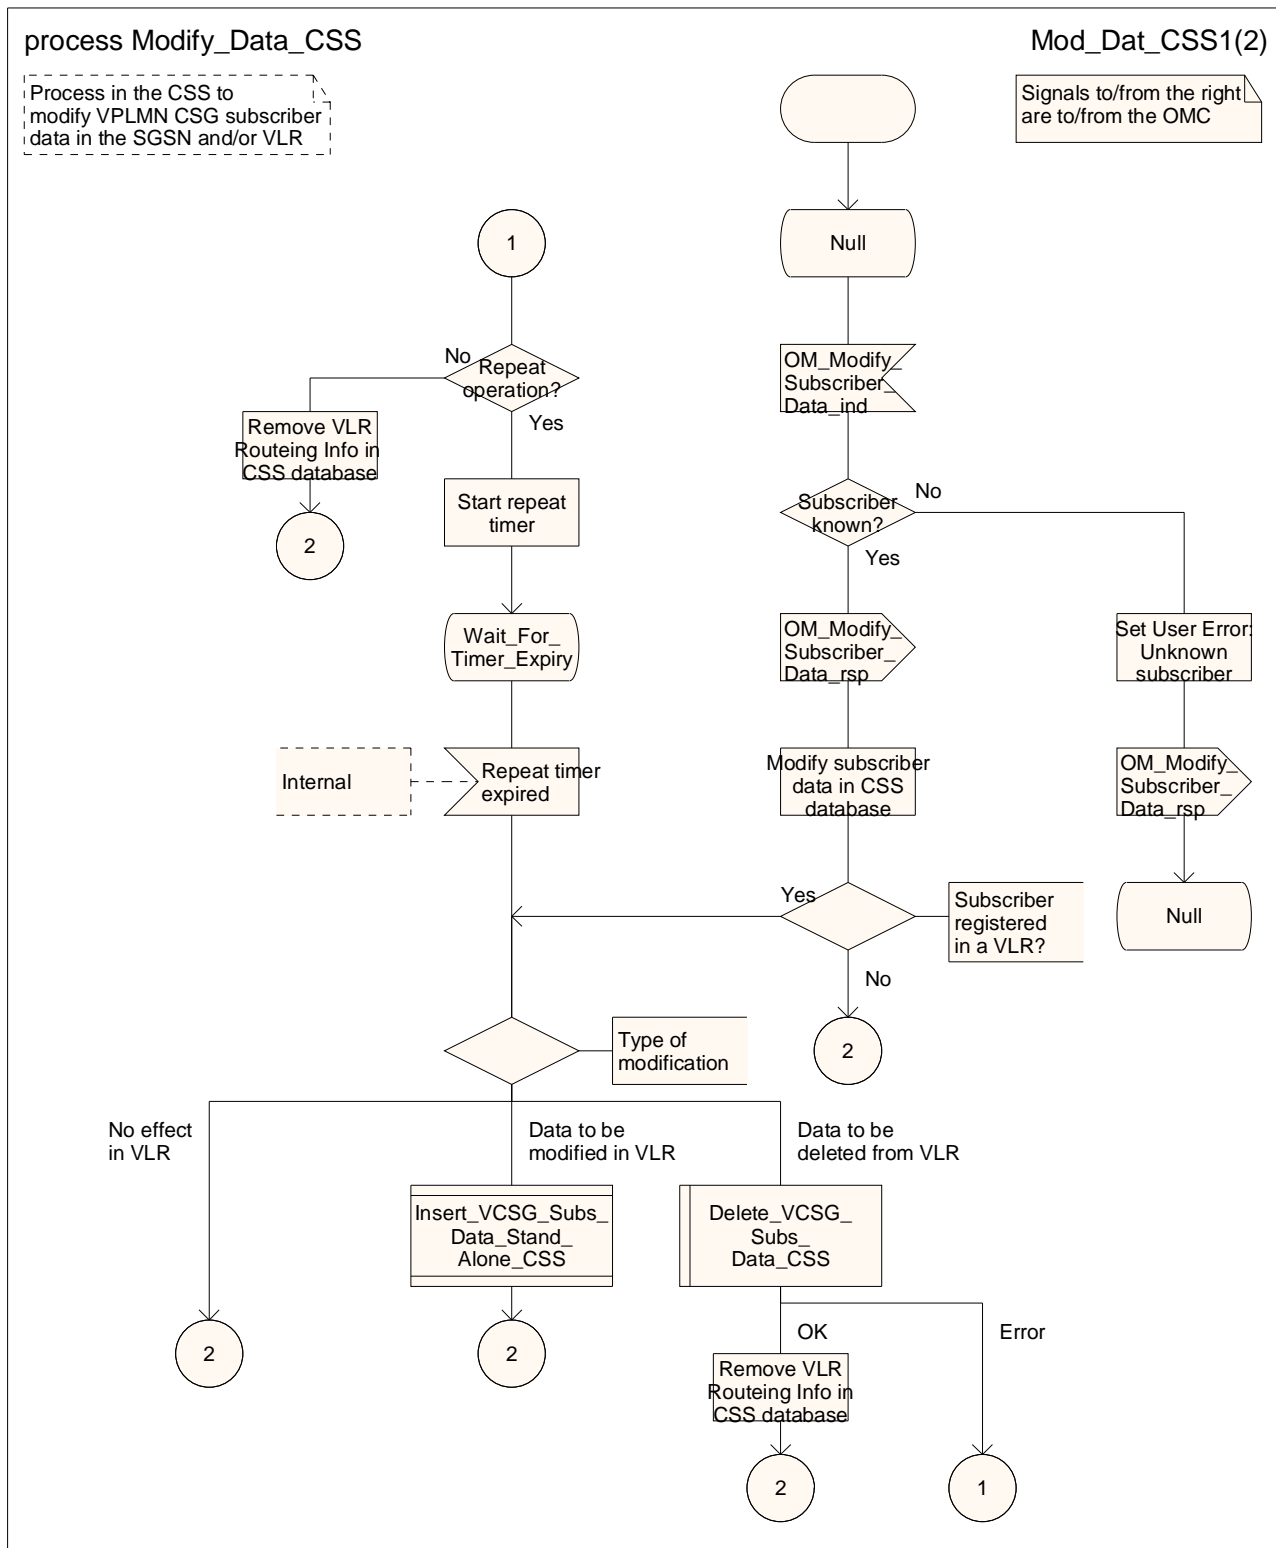 process Modify_Data_CSS
Mod_Dat_CSS1(2)
Process in the CSS to
modify VPLMN CSG subscriber
data in the SGSN and/or VLR
Signals to/from the right
are to/from the OMC
1
Null
No
Repeat
operation?
Yes
OM_Modify_
Subscriber_
Data_ind
Remove VLR
Routeing Info in
CSS database
2
Start repeat
timer
Subscriber
known?
No
Yes
Wait_For_
Timer_Expiry
OM_Modify_
Subscriber_
Data_rsp
Set User Error:
Unknown
subscriber
Internal
Repeat timer
expired
Modify subscriber
data in CSS
database
OM_Modify_
Subscriber_
Data_rsp
Yes
Subscriber
registered
in a VLR?
Null
No
2
Type of
modification
No effect
in VLR
Data to be
modified in VLR
Data to be
deleted from VLR
Insert_VCSG_Subs_
Data_Stand_
Alone_CSS
Delete_VCSG_
Subs_
Data_CSS
2
2
OK
Error
Remove VLR
Routeing Info in
CSS database
2
1